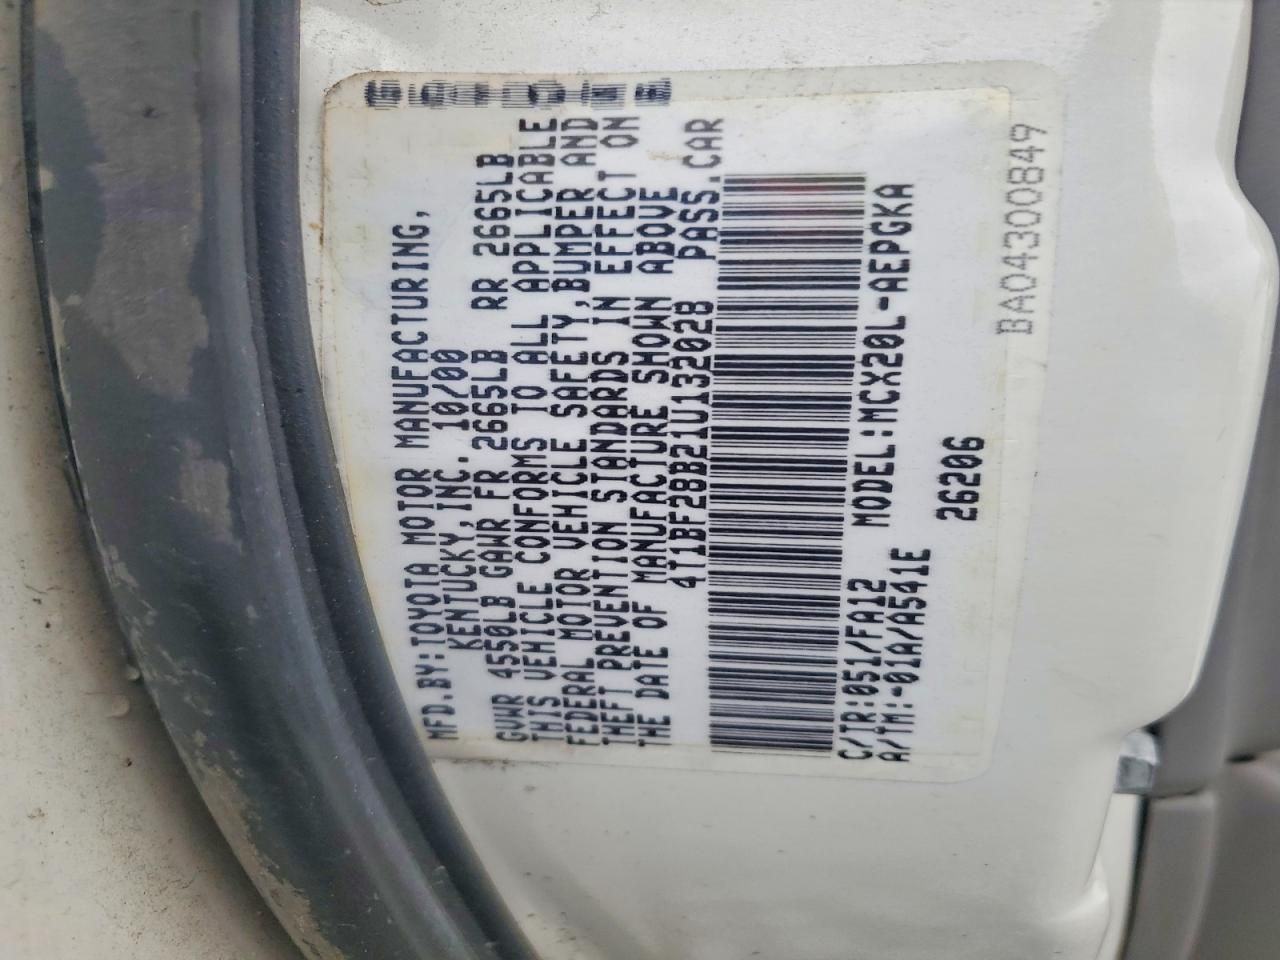 MFD.BY:TOYOTA MOTOR MANUFACTURING,
KENTUCKY,INC. 10/00
GVWR 4550LB GAWR FR 2665LB RR 2665LB
THIS VEHICLE CONFORMS TO ALL APPLICABLE
FEDERAL MOTOR VEHICLE SAFETY,BUMPER AND
THEFT PREVENTION STANDARDS IN EFFECT ON
THE DATE OF MANUFACTURE SHOWN ABOVE
4T1BF28B21U132028 PASS.CAR
C/TR:051/FA12 MODEL:MCX20L-AEPGKA
A/TM:-01A/A541E
26206
BA04300849